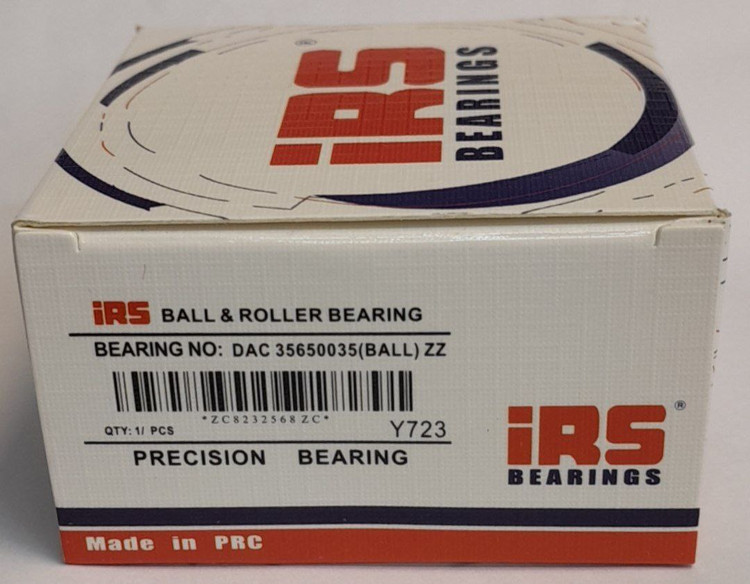 iRS
BEARINGS
®
iRS BALL & ROLLER BEARING
BEARING NO: DAC 35650035(BALL) ZZ
*ZC8232568ZC*
QTY: 1/ PCS Y723
PRECISION BEARING
iRS ®
BEARINGS
Made in PRC